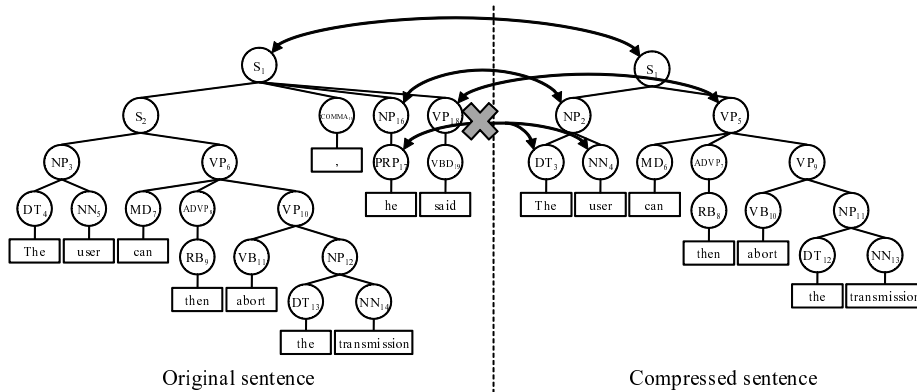 S1 S1
S2 COMMA15 NP16 VP18 NP2 VP5
NP3 VP6 , PRP17 VBD19 DT3 NN4 MD6 ADVP7 VP9
DT4 NN5 MD7 ADVP8 VP10 he said The user can RB8 VB10 NP11
The user can RB9 VB11 NP12 then abort DT12 NN13
then abort DT13 NN14 the transmission
the transmission
Original sentence Compressed sentence